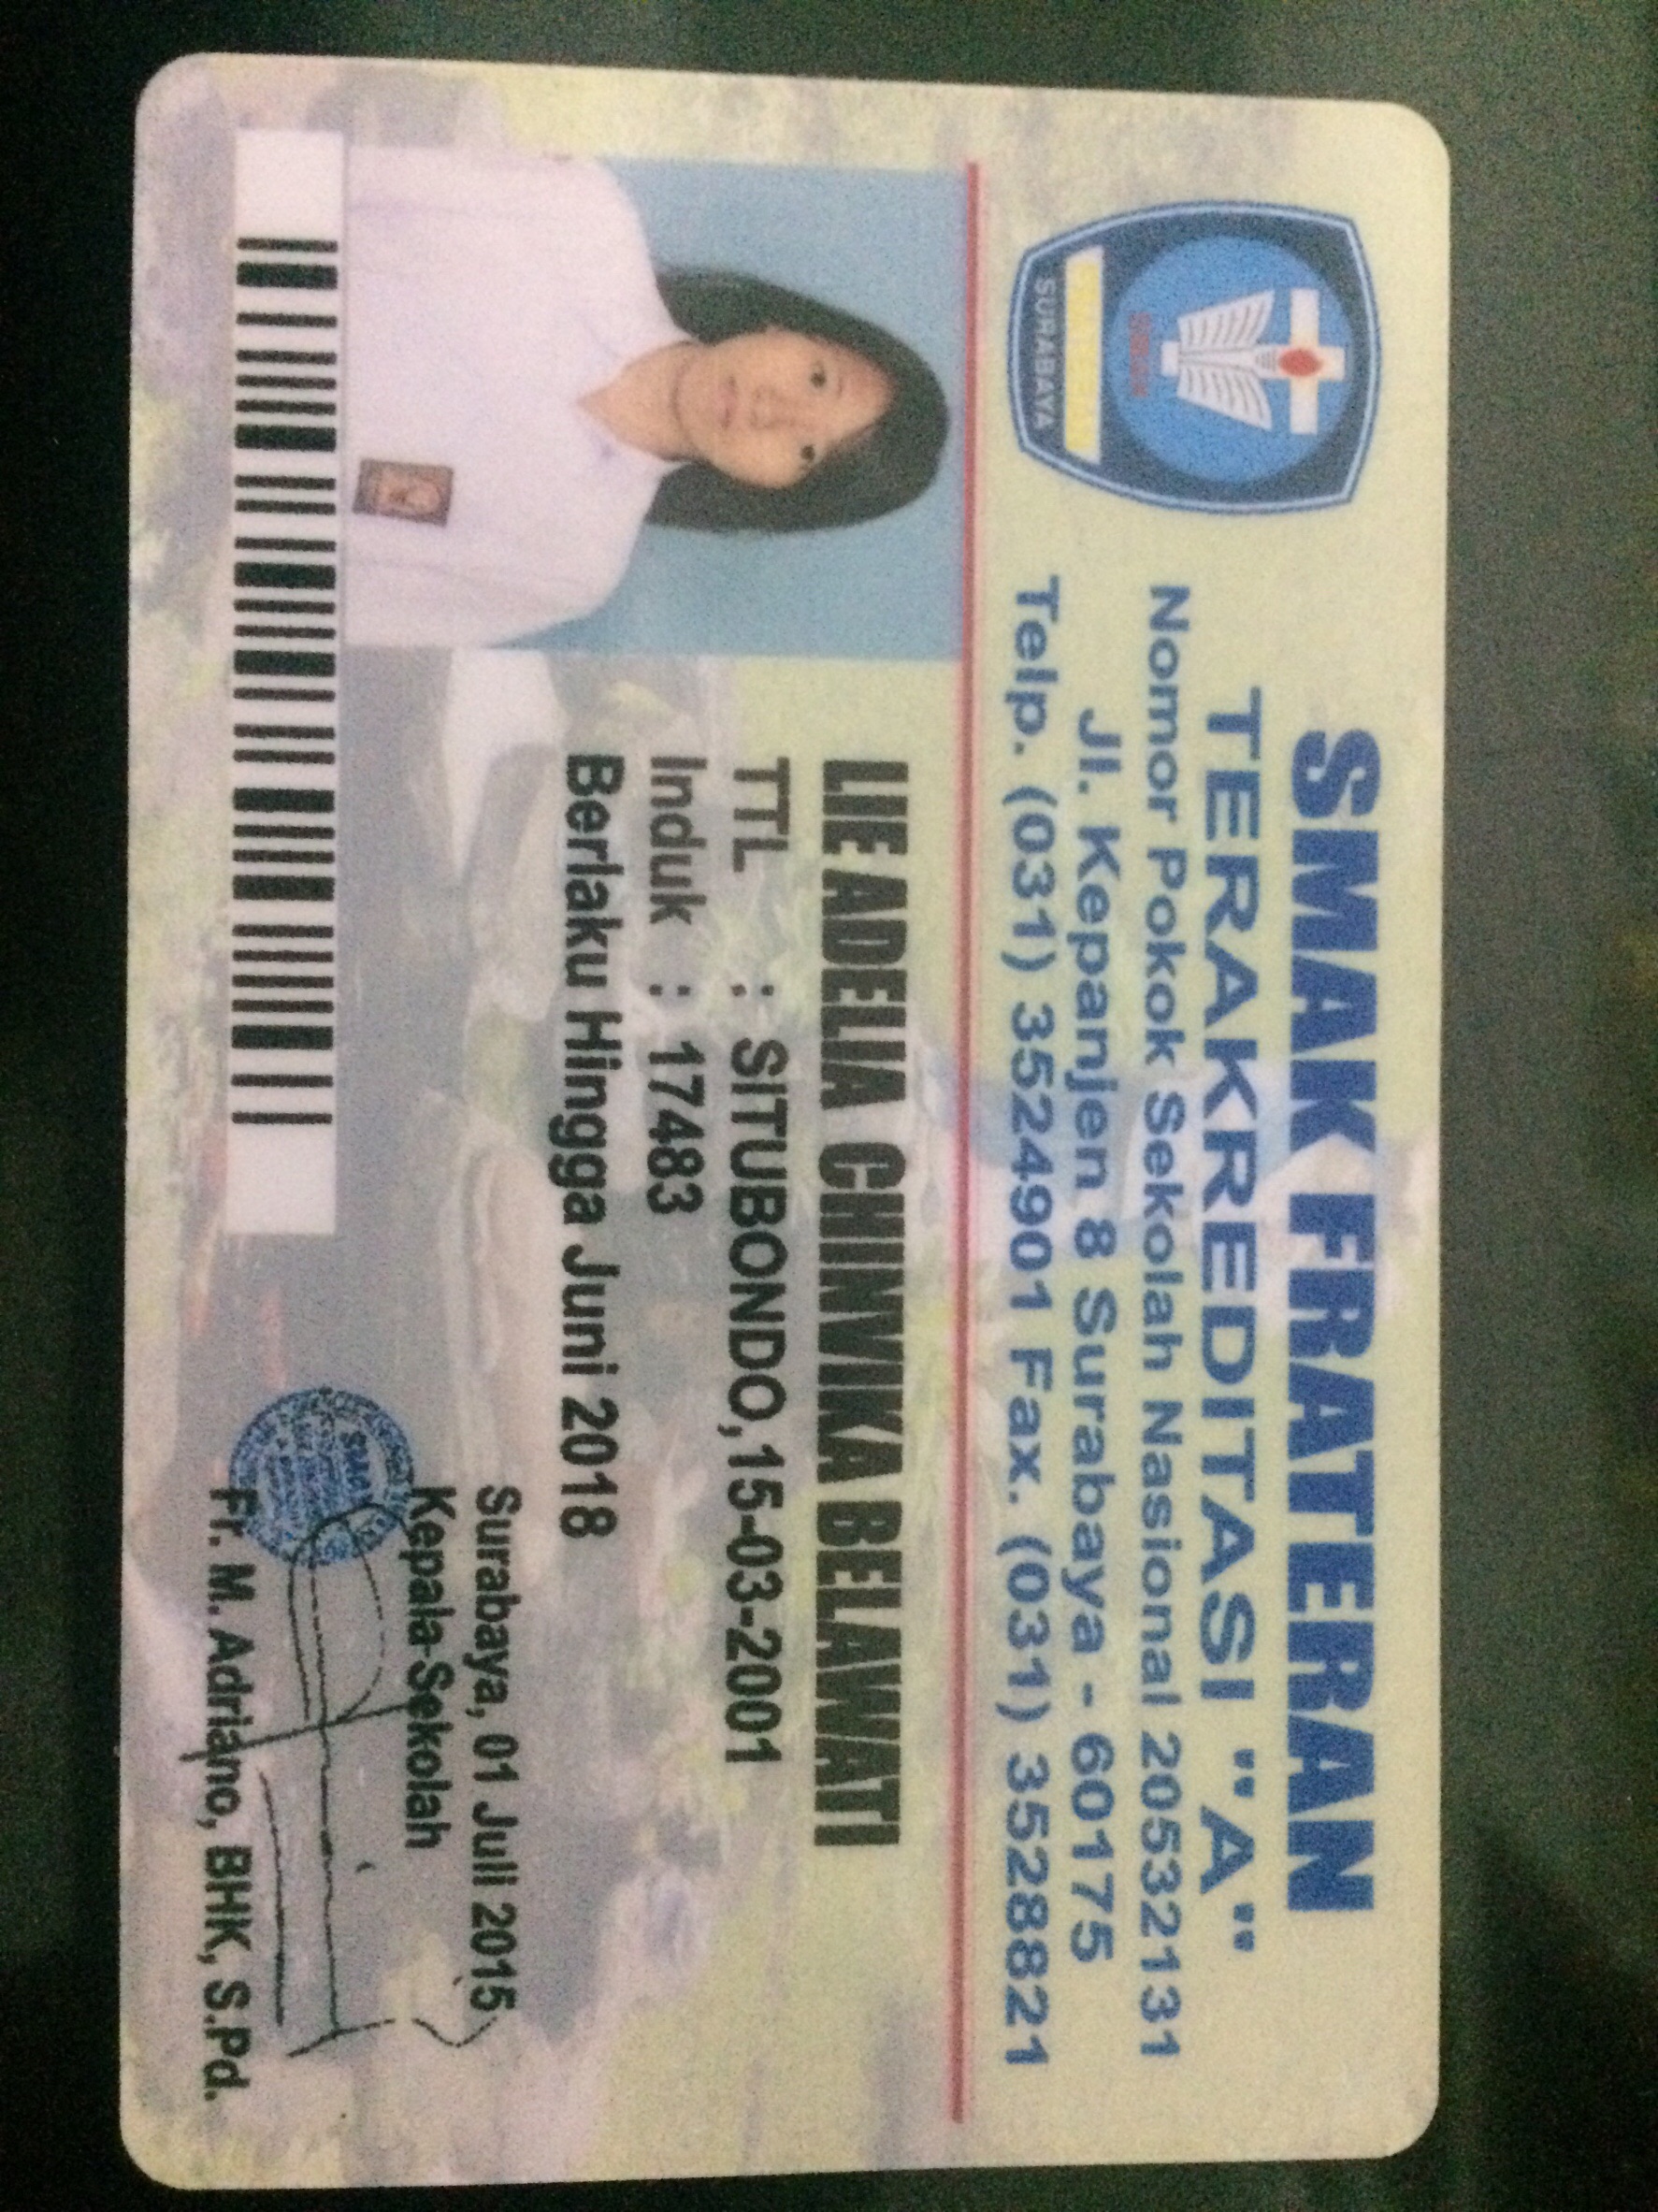 SMAK FRATERAN
TERAKREDITASI "A"
Nomor Pokok Sekolah Nasional 20532131
Jl. Kepanjen 8 Surabaya - 60175
Telp. (031) 3524901 Fax. (031) 3528821
SURABAYA
LIE ADELIA CHINVIKA BELAWATI
TTL : SITUBONDO,15-03-2001
Induk : 17483
Berlaku Hingga Juni 2018
Surabaya, 01 Juli 2015
Kepala Sekolah
Fr. M. Adriano, BHK, S.Pd.